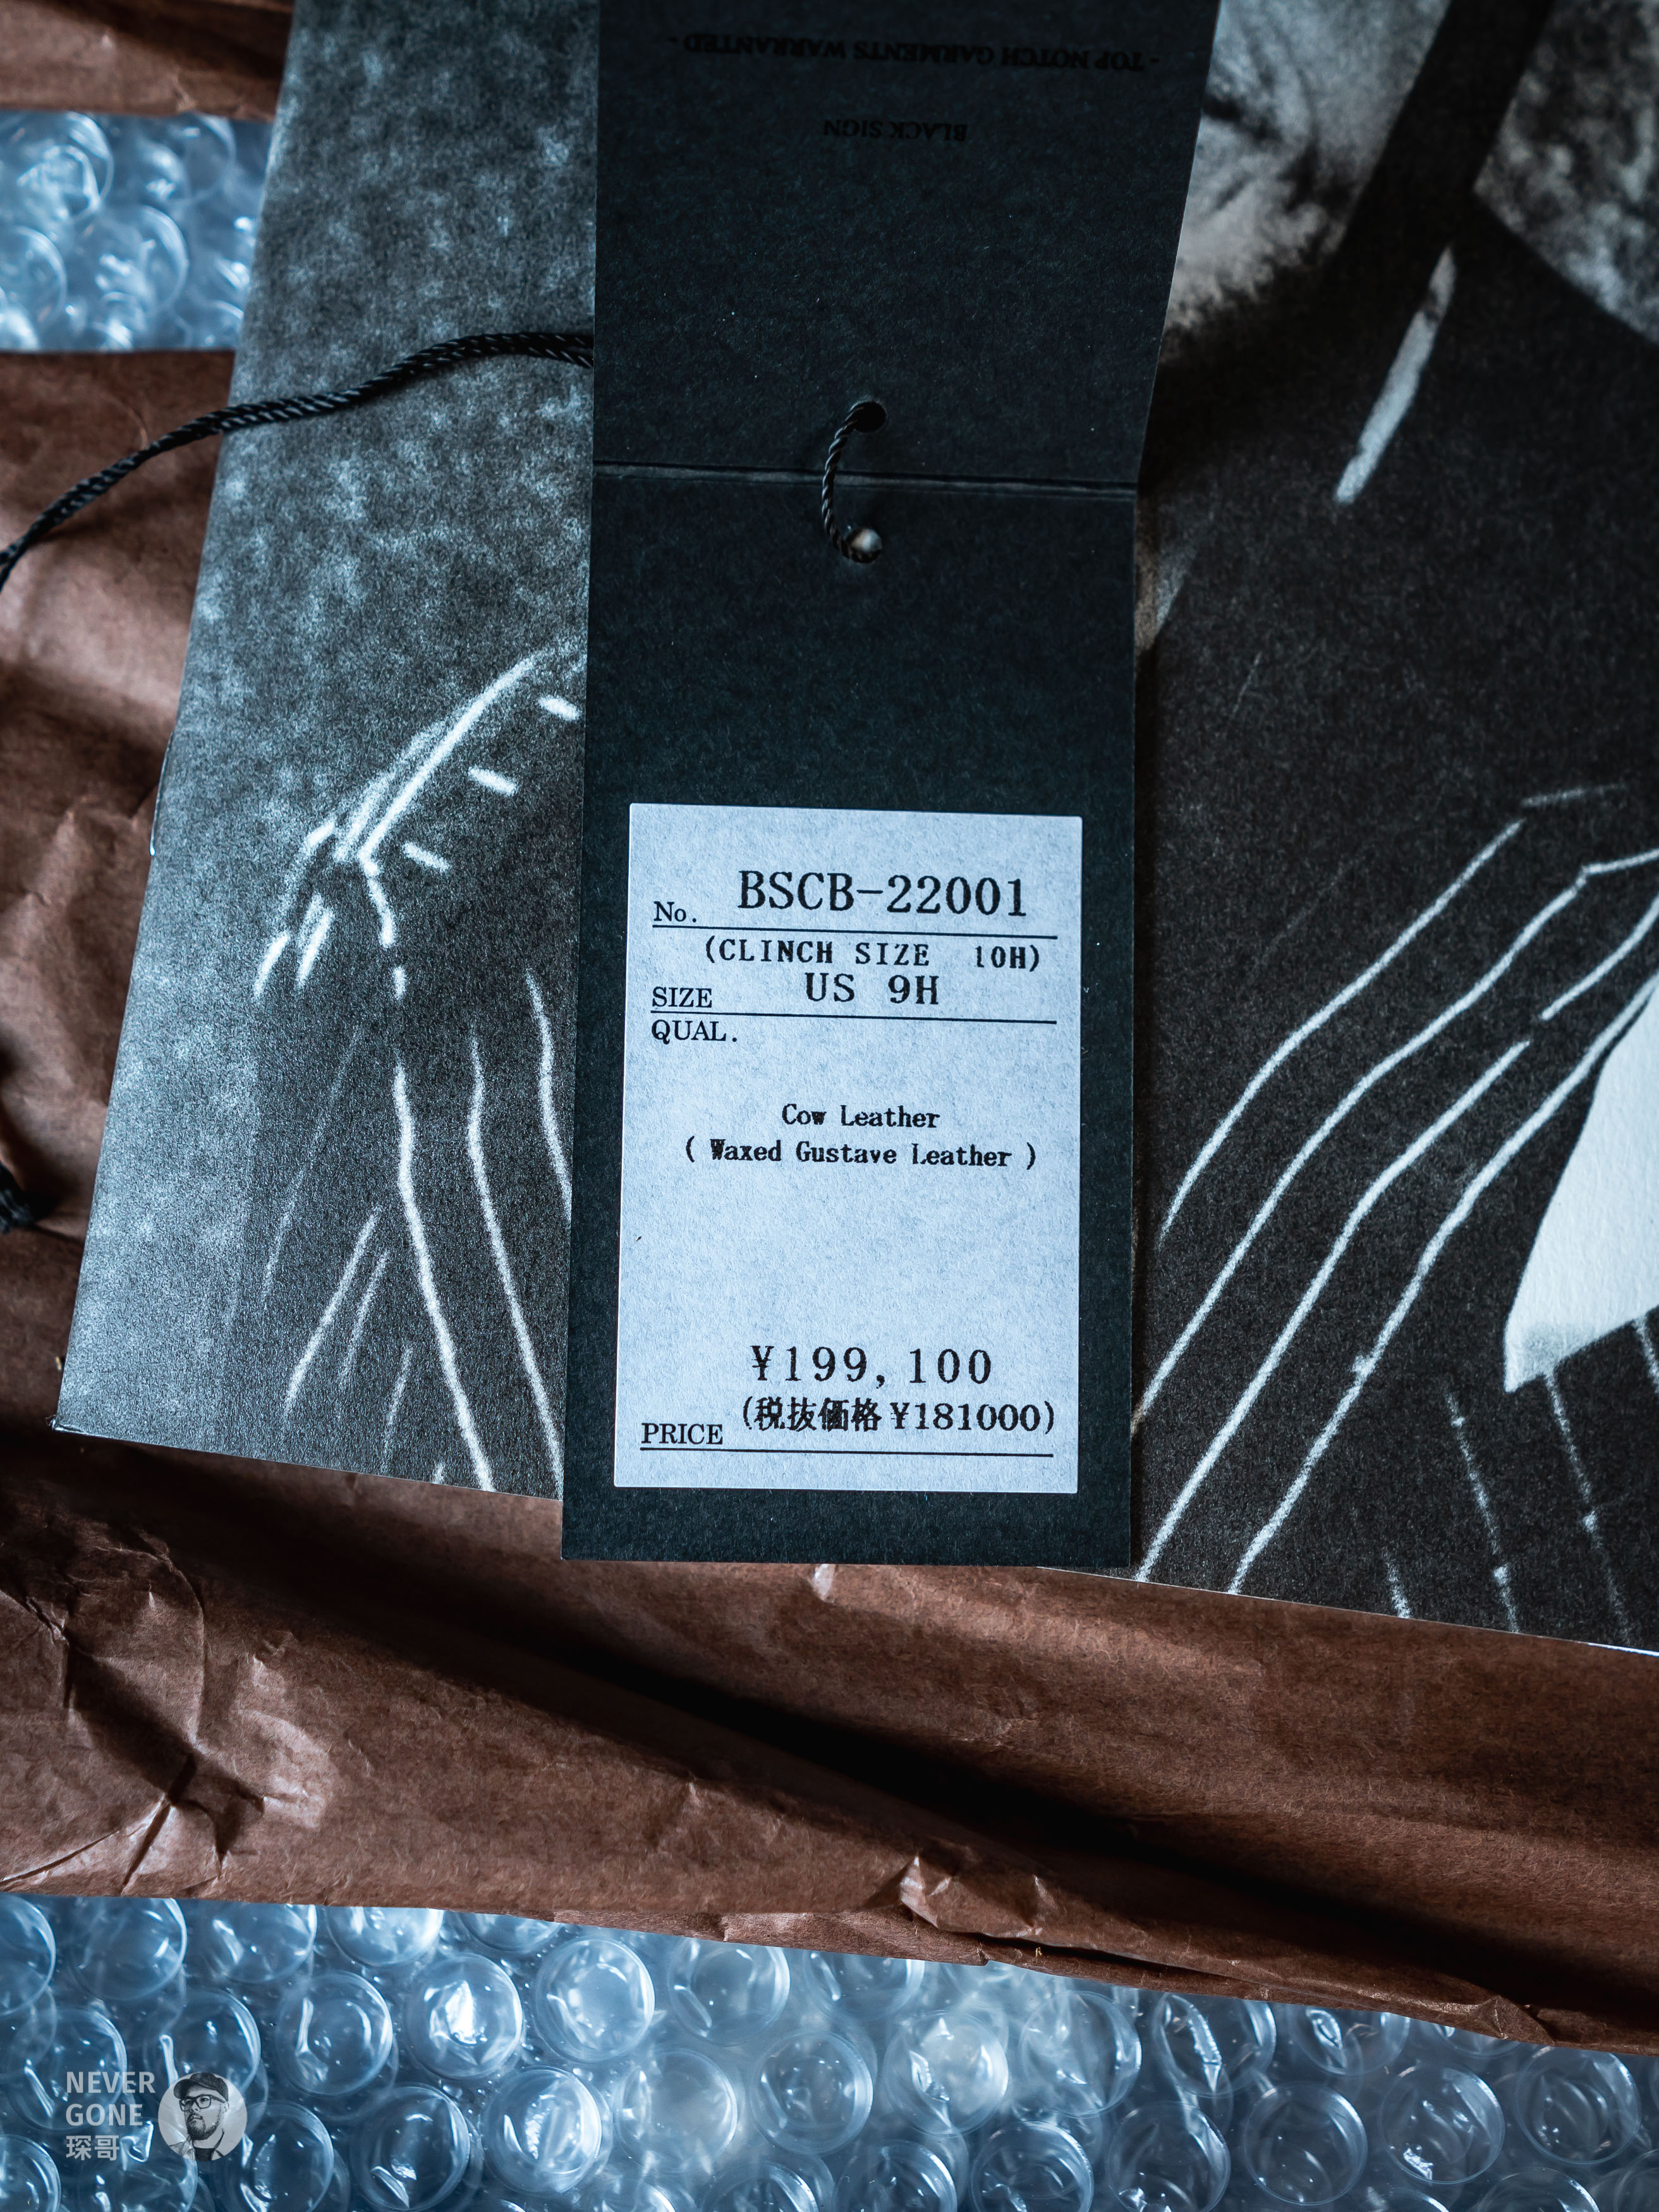 - TOP NOTCH GARMENTS WARRANTED -
BLACK SIGN
No. BSCB-22001
(CLINCH SIZE 10H)
SIZE US 9H
QUAL.
Cow Leather
( Waxed Gustave Leather )
¥199,100
PRICE (税抜価格¥181000)
NEVER
GONE
琛哥